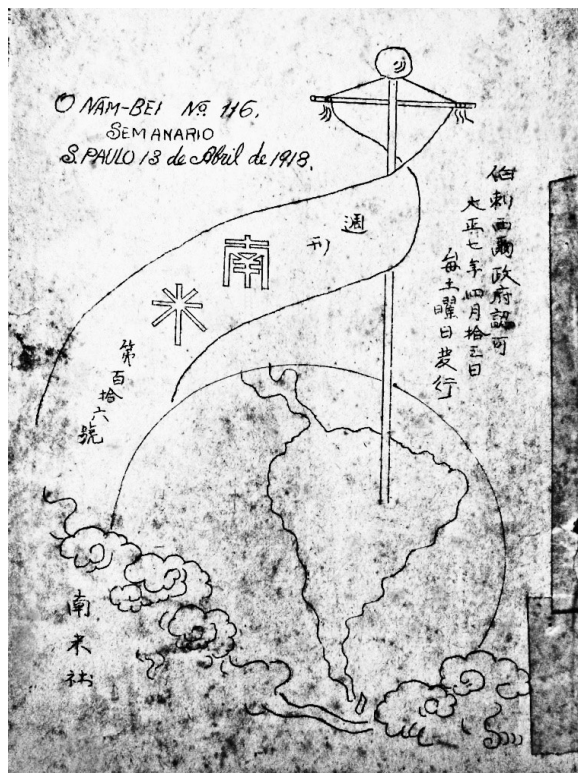 O NAM-BEI Nº 116.
SEMANARIO
S. PAULO 13 de Abril de 1918.
伯剌西爾政府認可
大正七年四月拾三日
每土曜日發行
週刊
南米
第百拾六號
南米社